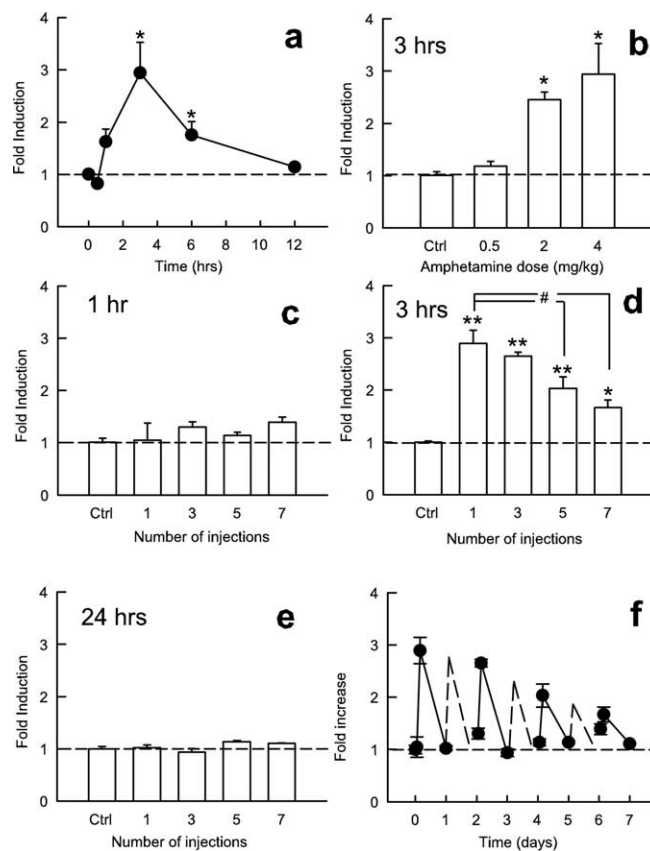 a
Fold Induction
4
3
2
1
0
*
*
0 2 4 6 8 10 12
Time (hrs)
3 hrs
b
Fold Induction
4
3
2
1
0
*
*
Ctrl 0.5 2 4
Amphetamine dose (mg/kg)
1 hr
c
Fold Induction
4
3
2
1
0
Ctrl 1 3 5 7
Number of injections
3 hrs
d
Fold Induction
4
3
2
1
0
#
**
**
**
*
Ctrl 1 3 5 7
Number of injections
24 hrs
e
Fold Induction
4
3
2
1
0
Ctrl 1 3 5 7
Number of injections
f
Fold increase
4
3
2
1
0
0 1 2 3 4 5 6 7
Time (days)